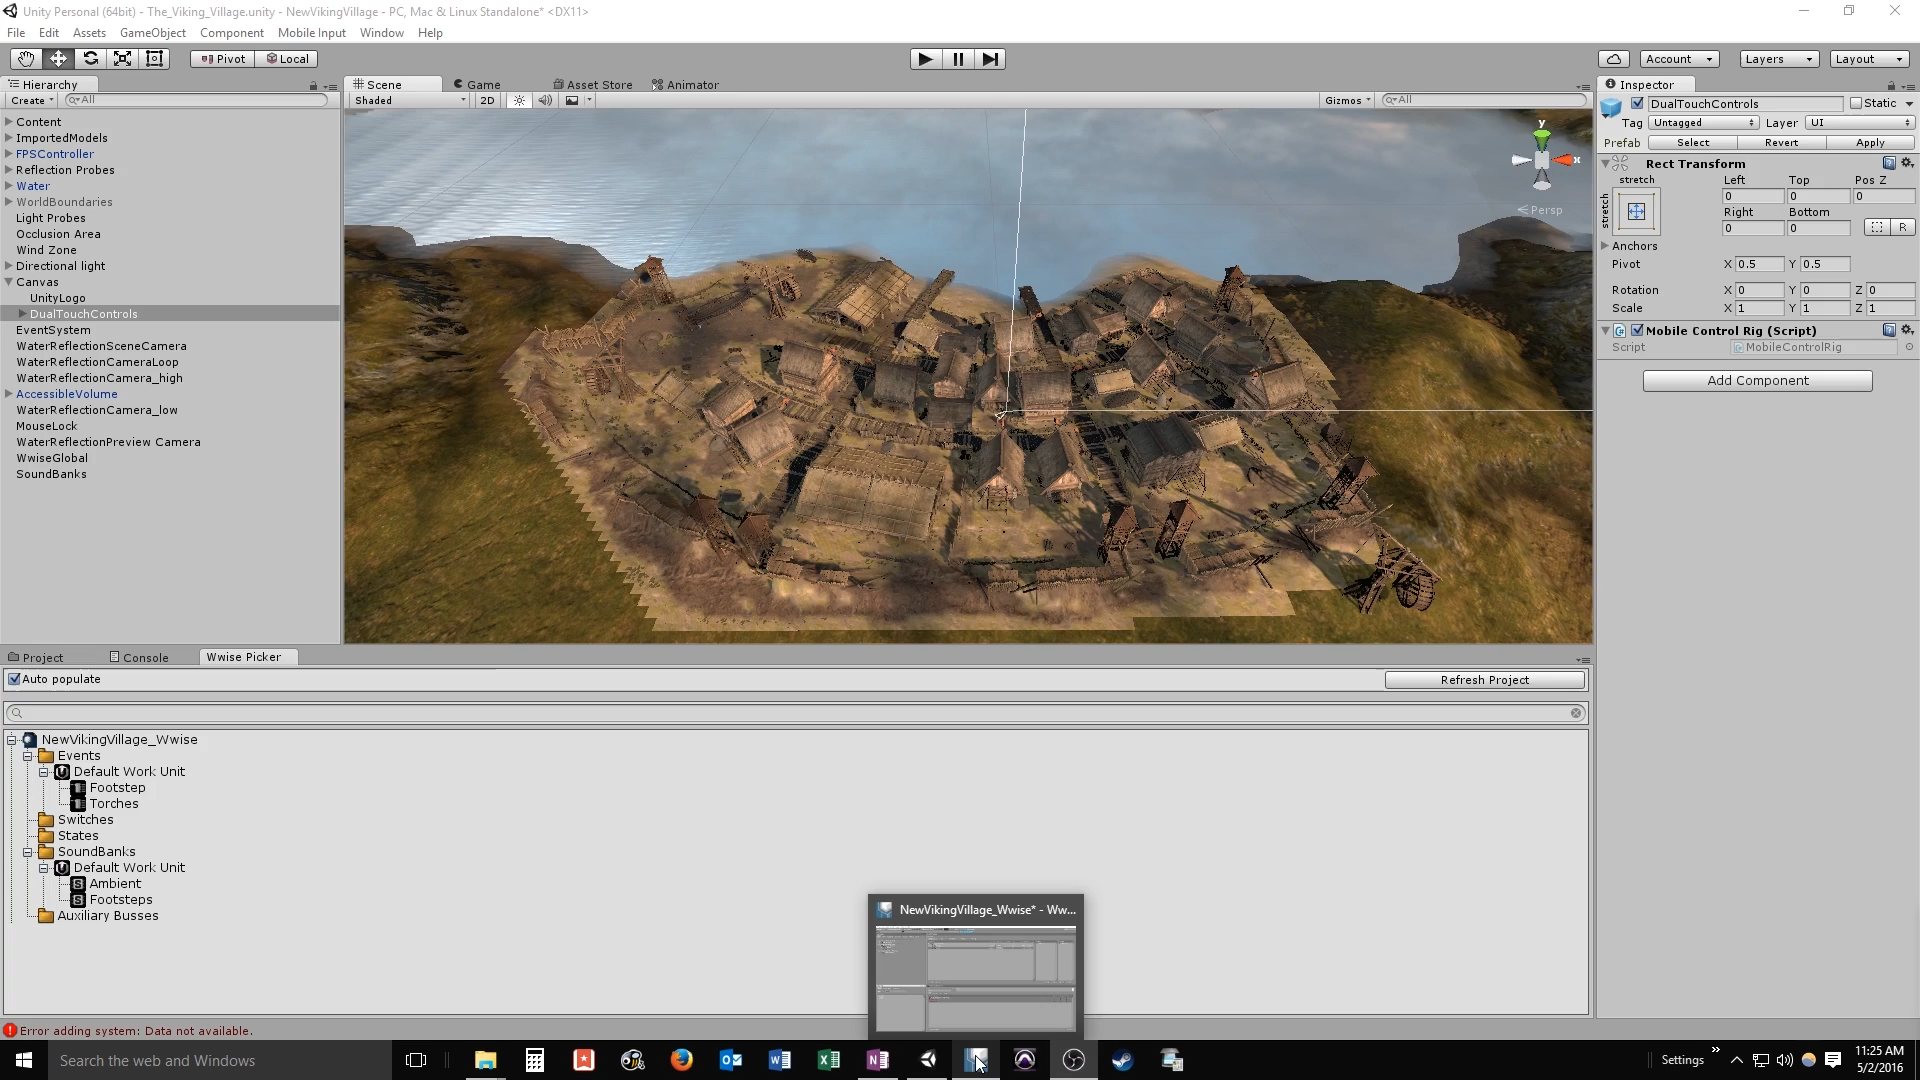 Unity Personal (64bit) - The_Viking_Village.unity - NewVikingVillage - PC, Mac & Linux Standalone* <DX11>
File Edit Assets GameObject Component Mobile Input Window Help
Pivot Local Account Layers Layout
Hierarchy Scene Game Asset Store Animator Inspector
Create All Shaded 2D Gizmos All
DualTouchControls Static
Tag Untagged Layer UI
Prefab Select Revert Apply
Rect Transform
stretch Left Top Pos Z
0 0 0
stretch
Right Bottom
0 0 R
Anchors
Pivot X 0.5 Y 0.5
Rotation X 0 Y 0 Z 0
Scale X 1 Y 1 Z 1
Mobile Control Rig (Script)
Script MobileControlRig
Add Component
Content
ImportedModels
FPSController
Reflection Probes
Water
WorldBoundaries
Light Probes
Occlusion Area
Wind Zone
Directional light
Canvas
UnityLogo
DualTouchControls
EventSystem
WaterReflectionSceneCamera
WaterReflectionCameraLoop
WaterReflectionCamera_high
AccessibleVolume
WaterReflectionCamera_low
MouseLock
WaterReflectionPreview Camera
WwiseGlobal
SoundBanks
y
x
Persp
Project Console Wwise Picker
Auto populate Refresh Project
NewVikingVillage_Wwise
Events
Default Work Unit
Footstep
Torches
Switches
States
SoundBanks
Default Work Unit
Ambient
Footsteps
Auxiliary Busses
NewVikingVillage_Wwise* - Ww...
Error adding system: Data not available.
Search the web and Windows
Settings
11:25 AM
5/2/2016